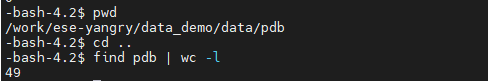 -bash-4.2$ pwd
/work/ese-yangry/data_demo/data/pdb
-bash-4.2$ cd ..
-bash-4.2$ find pdb | wc -l
49